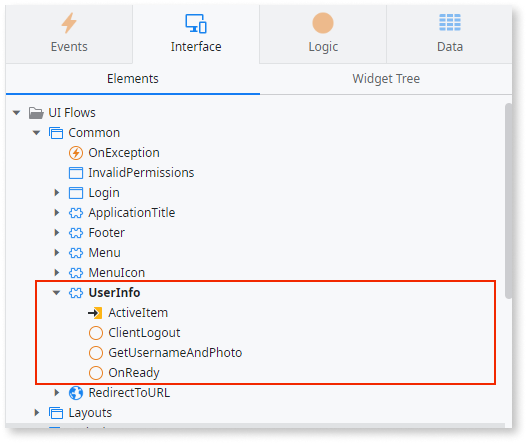 Events Interface Logic Data
Elements Widget Tree
UI Flows
Common
OnException
InvalidPermissions
Login
ApplicationTitle
Footer
Menu
MenuIcon
UserInfo
ActiveItem
ClientLogout
GetUsernameAndPhoto
OnReady
RedirectToURL
Layouts